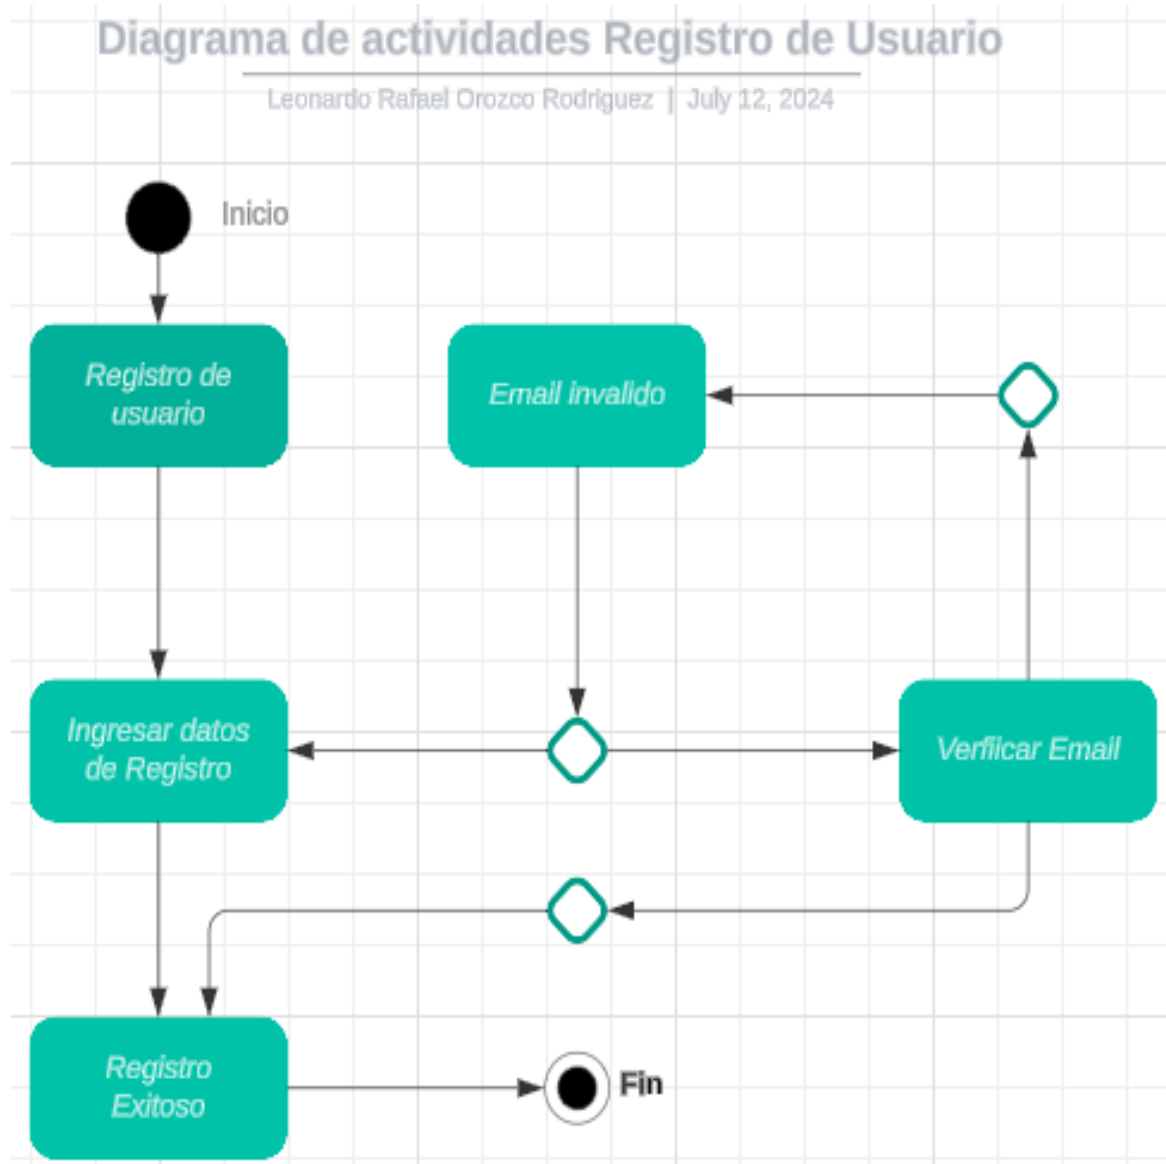 Diagrama de actividades Registro de Usuario
Leonardo Rafael Orozco Rodriguez | July 12, 2024
Inicio
Registro de
usuario
Email invalido
Ingresar datos
de Registro
Verfiicar Email
Registro
Exitoso
Fin